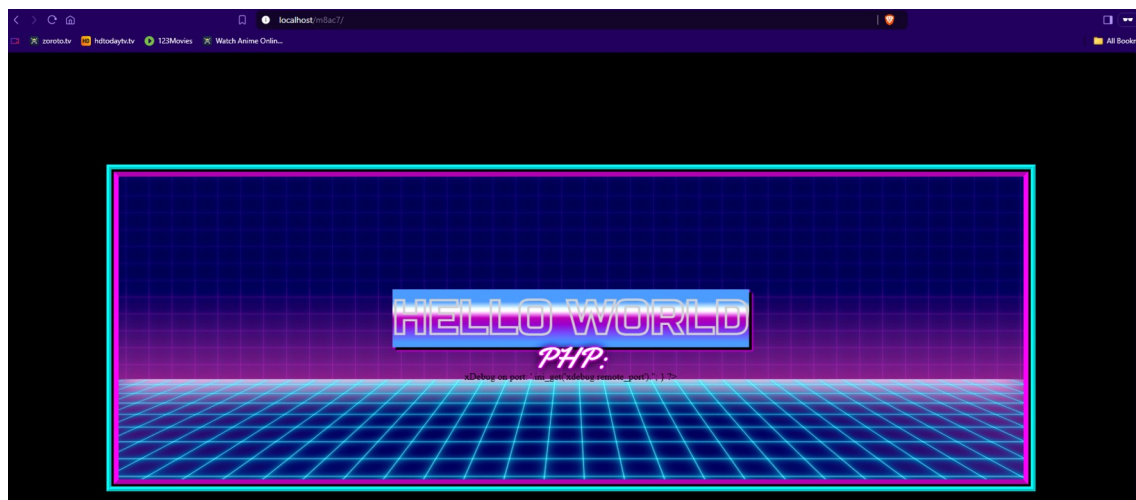 localhost/m8ac7/
zoroto.tv HD hdtodaytv.tv 123Movies Watch Anime Onlin... All Bookr
HELLO WORLD
PHP:
xDebug on port: '.ini_get('xdebug.remote_port').''; } ?>